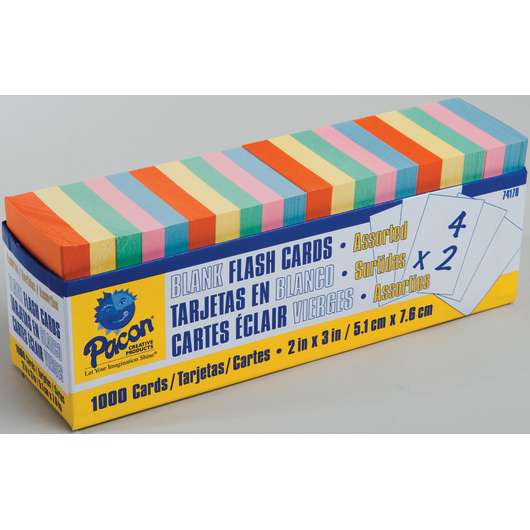 74170
BLANK FLASH CARDS • Assorted
TARJETAS EN BLANCO • Surtidas
CARTES ÉCLAIR VIERGES • Assorties
2 in x 3 in / 5.1 cm x 7.6 cm
1000 Cards/Tarjetas/Cartes
4
x 2
Pacon®
CREATIVE PRODUCTS
Let Your Imagination Shine!®
FLASH CARDS